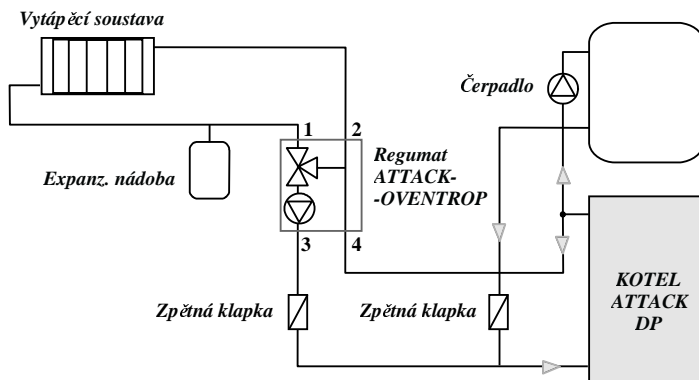 Vytápěcí soustava
Čerpadlo
1 2
Regumat
ATTACK-
-OVENTROP
Expanz. nádoba
3 4
KOTEL
ATTACK
DP
Zpětná klapka
Zpětná klapka